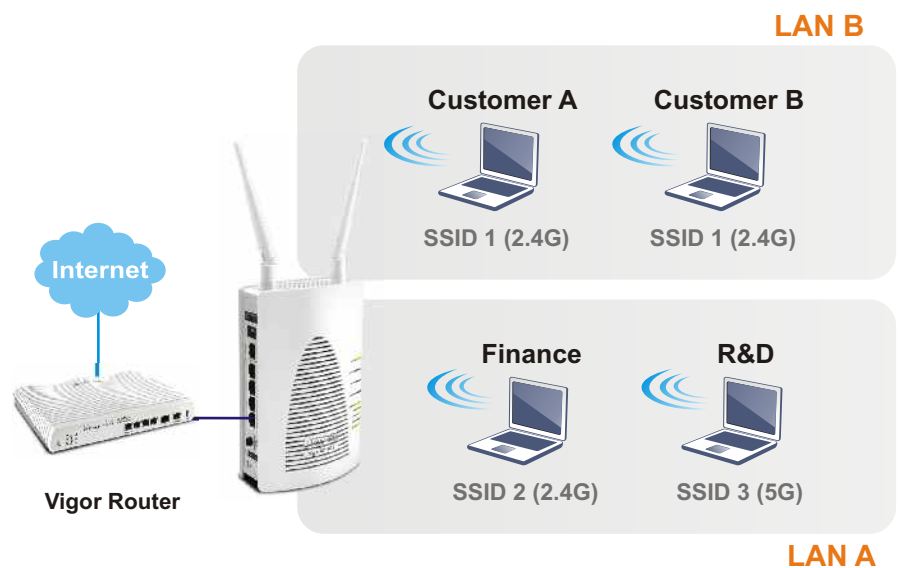 LAN B
Customer A
Customer B
SSID 1 (2.4G)
SSID 1 (2.4G)
Internet
Finance
R&D
SSID 2 (2.4G)
SSID 3 (5G)
Vigor Router
LAN A